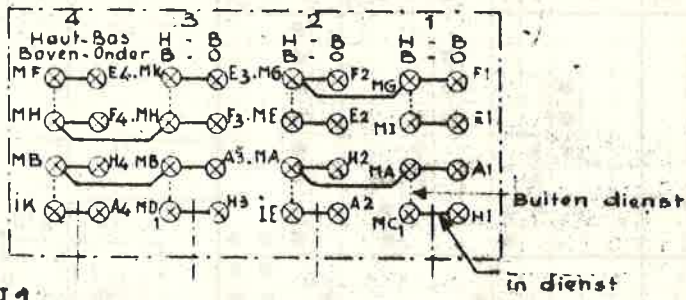 4 3 2 1
Haut-Bas H - B H - B H - B
Boven-Onder B - O B - O B - O
MF E4. MK E3. MG F2 MG F1
MH F4. MH F3. ME E2 MI E1
MB H4 MB A3. MA H2 MA A1
iK A4 MD H3 iE A2 MC H1
Buiten dienst
in dienst